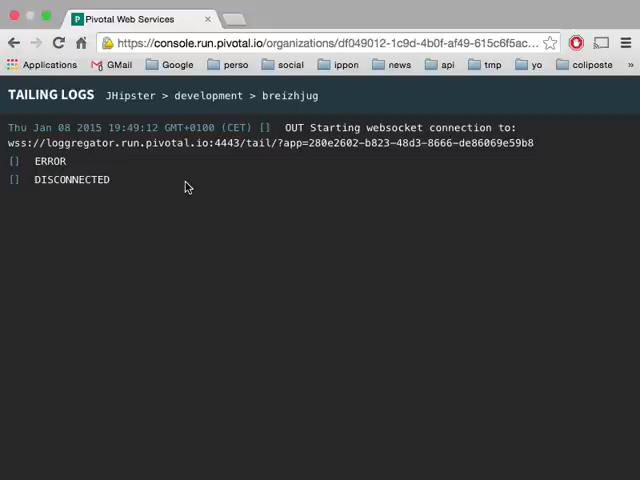 Pivotal Web Services
https://console.run.pivotal.io/organizations/df049012-1c9d-4b0f-af49-615c6f5ac...
Applications GMail Google perso social ippon news api tmp yo coliposte
TAILING LOGS JHipster > development > breizhjug
Thu Jan 08 2015 19:49:12 GMT+0100 (CET) [] OUT Starting websocket connection to:
wss://loggregator.run.pivotal.io:4443/tail/?app=280e2602-b823-48d3-8666-de86069e59b8
[] ERROR
[] DISCONNECTED